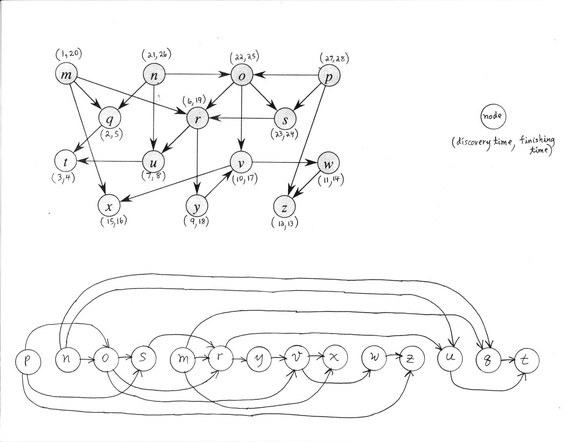 (1,20) (21,26) (22,25) (27,28)
m n o p
(6,19)
q r s
(2,5) (23,24)
node
(discovery time, finishing time)
t u v w
(3,4) (7,8) (10,17) (11,14)
x y z
(15,16) (9,18) (12,13)
p n o s m r y v x w z u q t